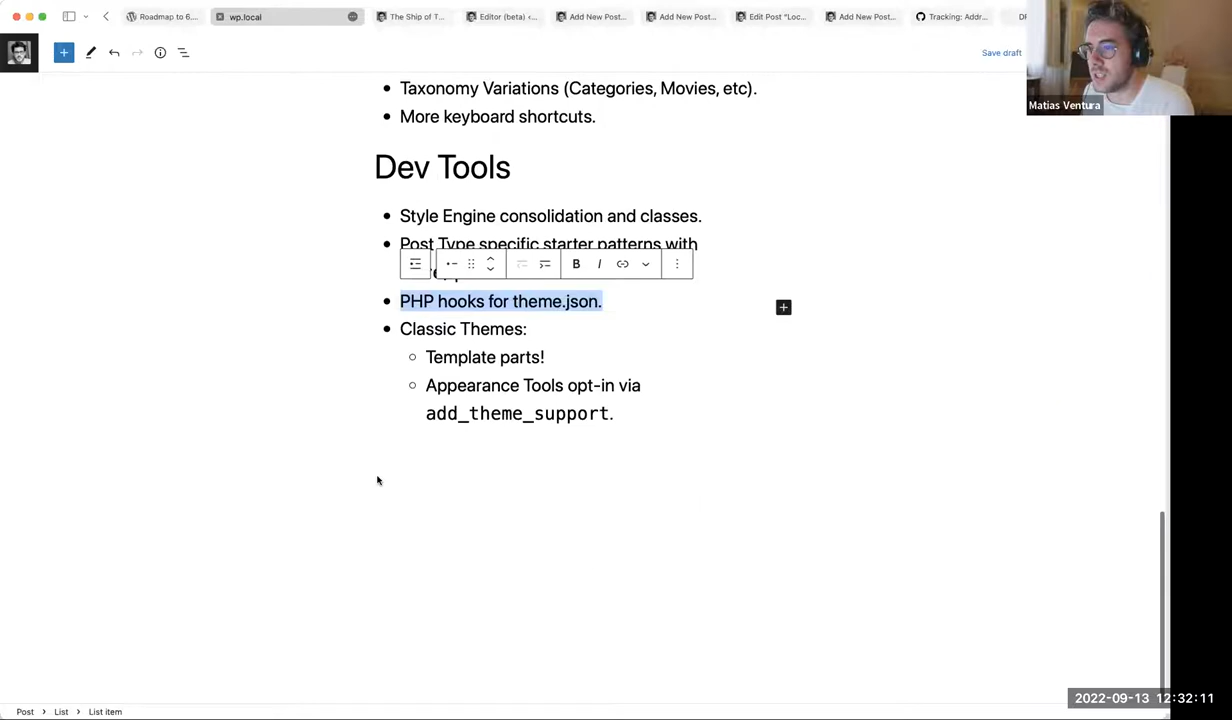 Roadmap to 6,...
wp.local
The Ship of T...
Editor (beta) ‹...
Add New Post...
Add New Post...
Edit Post "Loc...
Add New Post...
Tracking: Addr...
Save draft
Matias Ventura
Taxonomy Variations (Categories, Movies, etc).
More keyboard shortcuts.
Dev Tools
Style Engine consolidation and classes.
Post Type specific starter patterns with
B I
PHP hooks for theme.json.
Classic Themes:
Template parts!
Appearance Tools opt-in via
add_theme_support.
2022-09-13 12:32:11
Post > List > List item